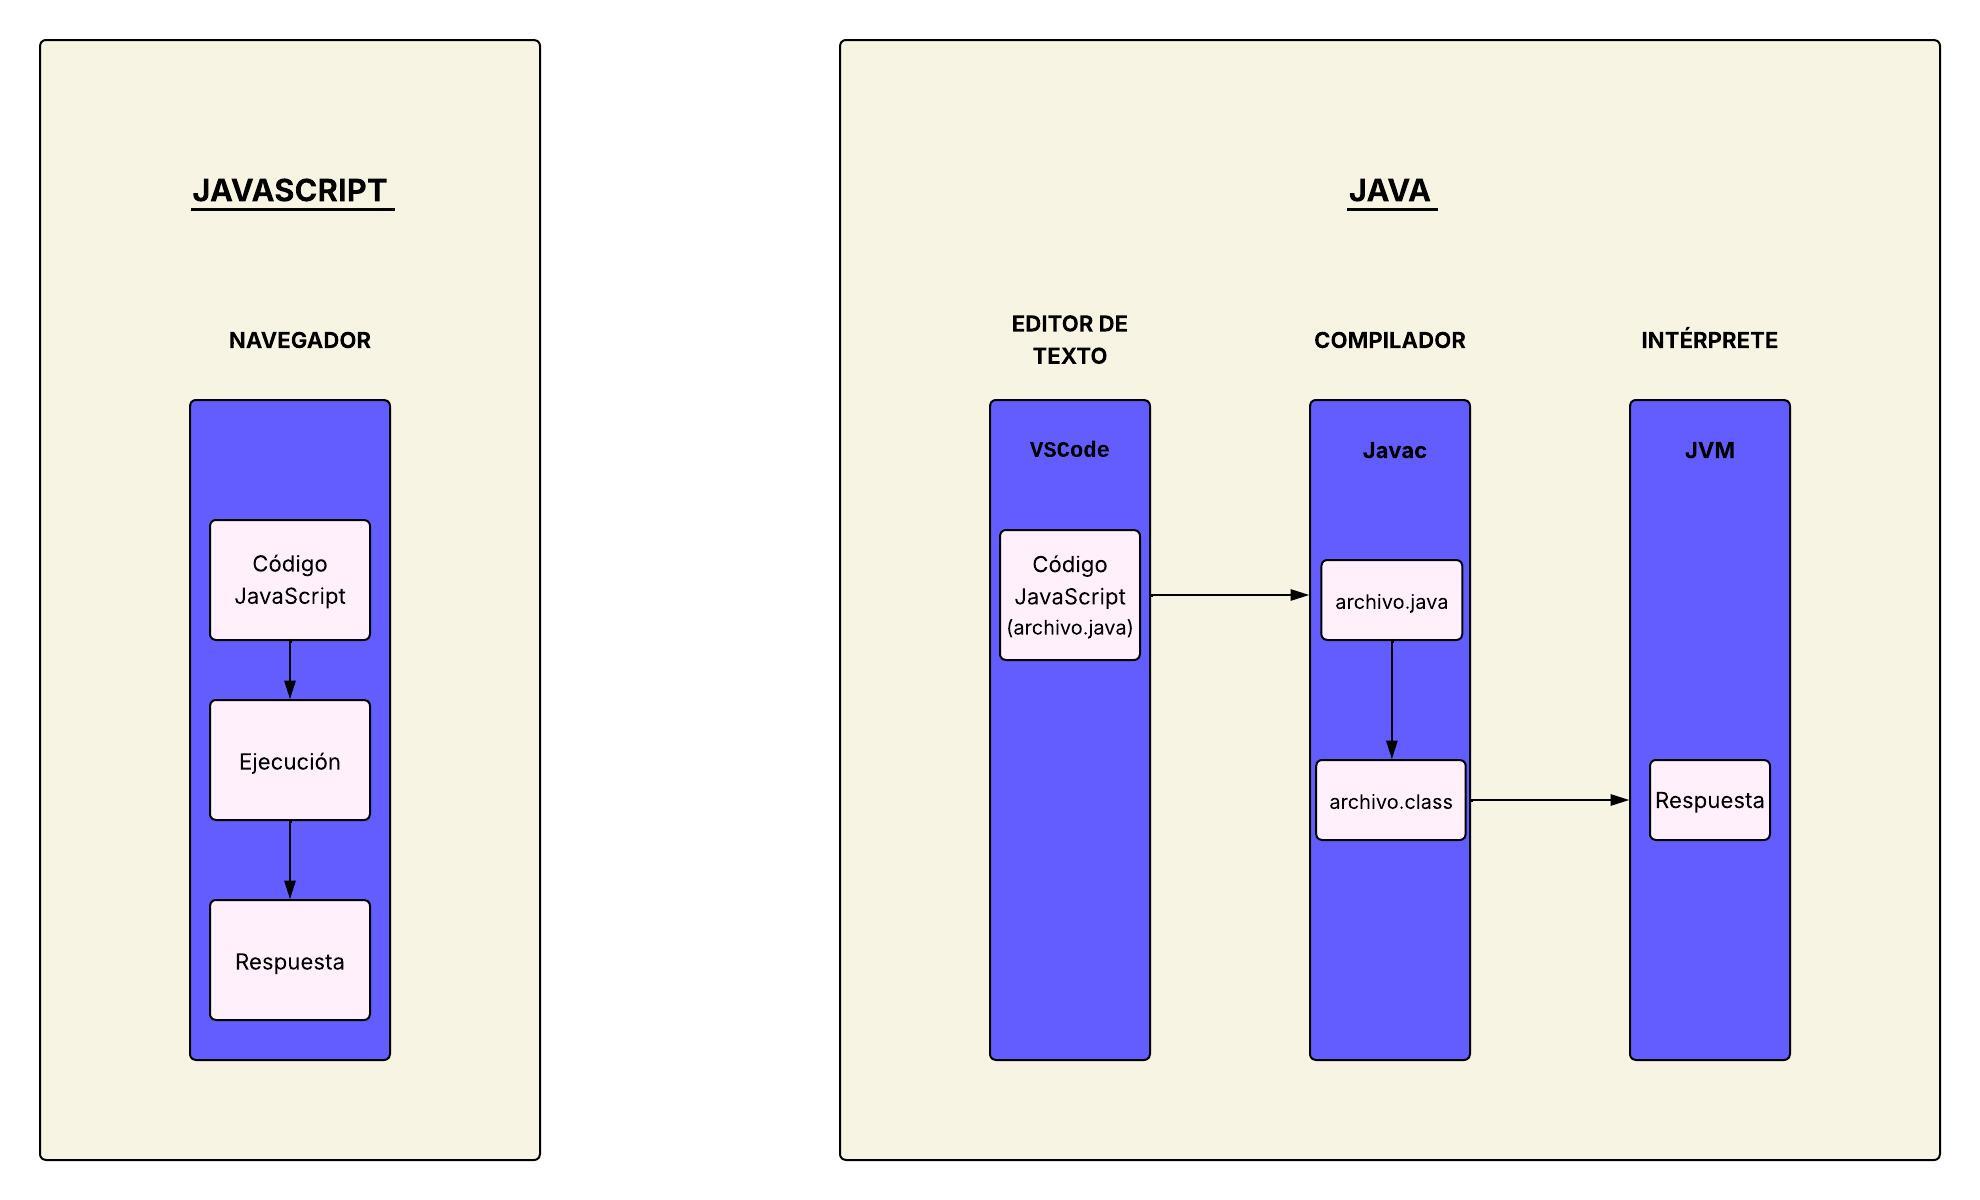 JAVASCRIPT
NAVEGADOR
Código
JavaScript
Ejecución
Respuesta
JAVA
EDITOR DE
TEXTO
VSCode
Código
JavaScript
(archivo.java)
COMPILADOR
Javac
archivo.java
archivo.class
INTÉRPRETE
JVM
Respuesta